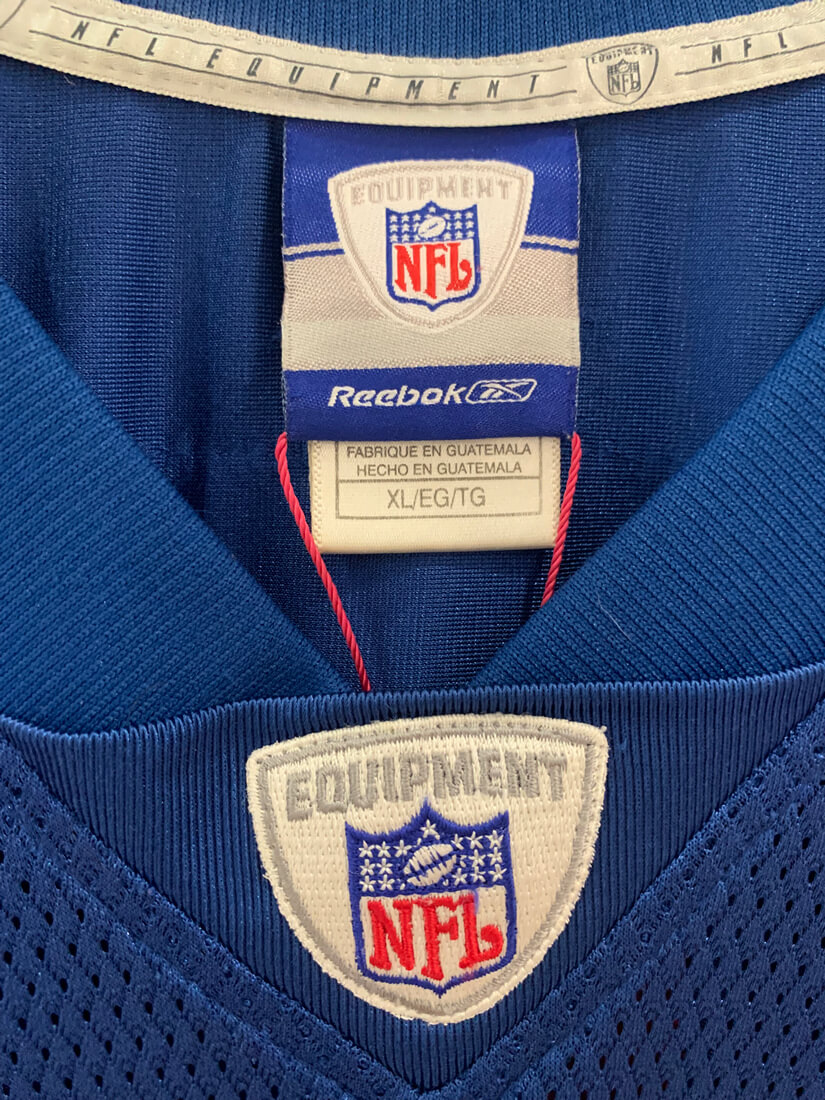 NFL EQUIPMENT
EQUIPMENT
NFL
NFL
EQUIPMENT
NFL
Reebok
FABRIQUE EN GUATEMALA
HECHO EN GUATEMALA
XL/EG/TG
EQUIPMENT
NFL